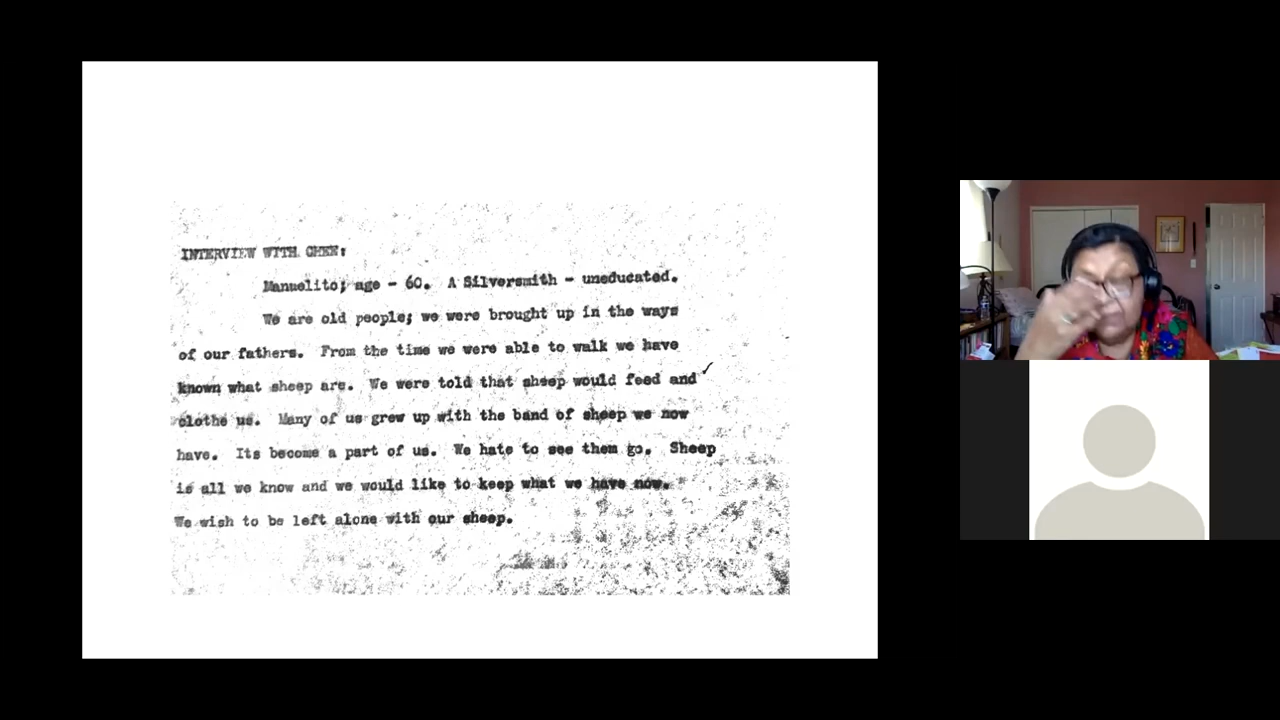 INTERVIEW WITH CHEE:
Manuelito; age - 60. A Silversmith - uneducated.
We are old people; we were brought up in the ways
of our fathers. From the time we were able to walk we have
known what sheep are. We were told that sheep would feed and
clothe us. Many of us grew up with the band of sheep we now
have. Its become a part of us. We hate to see them go. Sheep
is all we know and we would like to keep what we have now.
We wish to be left alone with our sheep.